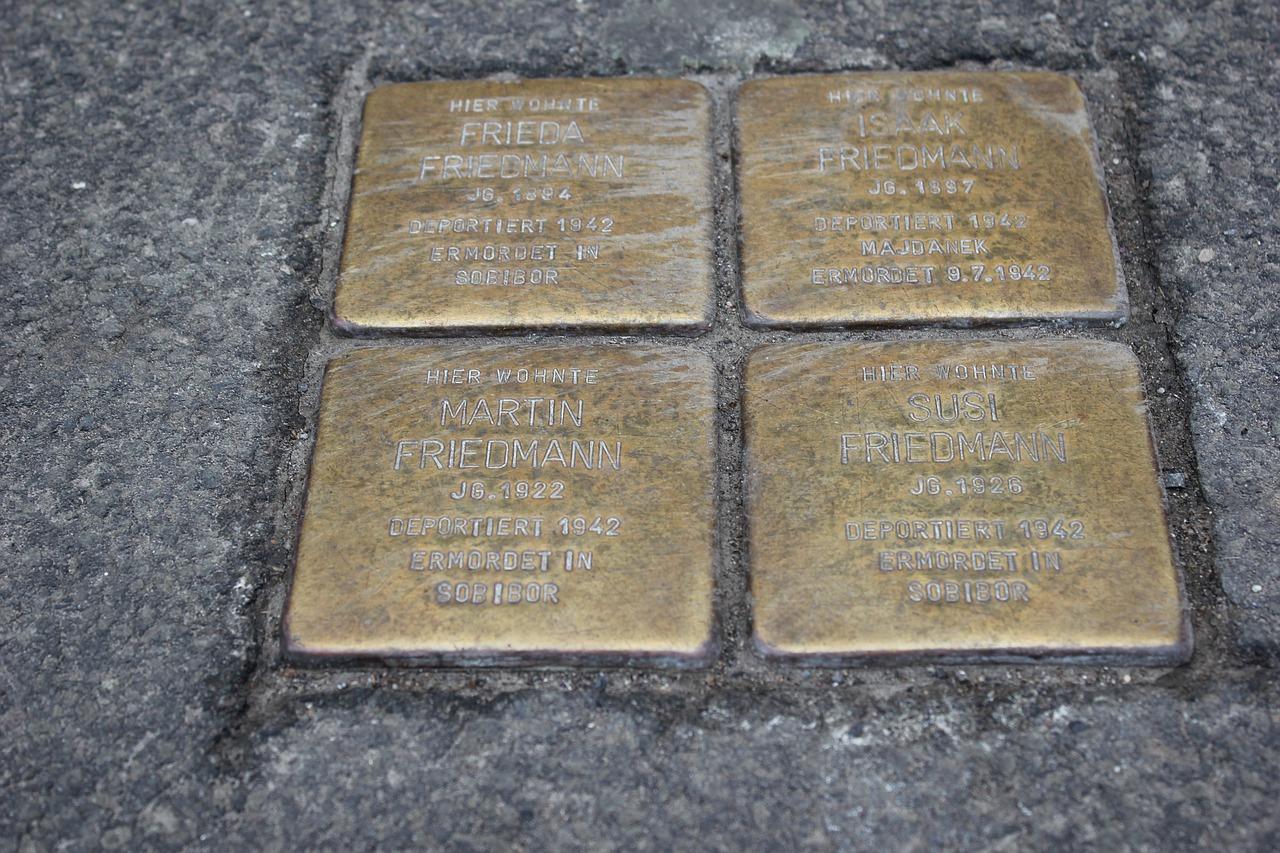 HIER WOHNTE
FRIEDA
FRIEDMANN
JG. 1894
DEPORTIERT 1942
ERMORDET IN
SOBIBOR
HIER WOHNTE
ISAAK
FRIEDMANN
JG. 1887
DEPORTIERT 1942
MAJDANEK
ERMORDET 9.7.1942
HIER WOHNTE
MARTIN
FRIEDMANN
JG. 1922
DEPORTIERT 1942
ERMORDET IN
SOBIBOR
HIER WOHNTE
SUSI
FRIEDMANN
JG. 1926
DEPORTIERT 1942
ERMORDET IN
SOBIBOR